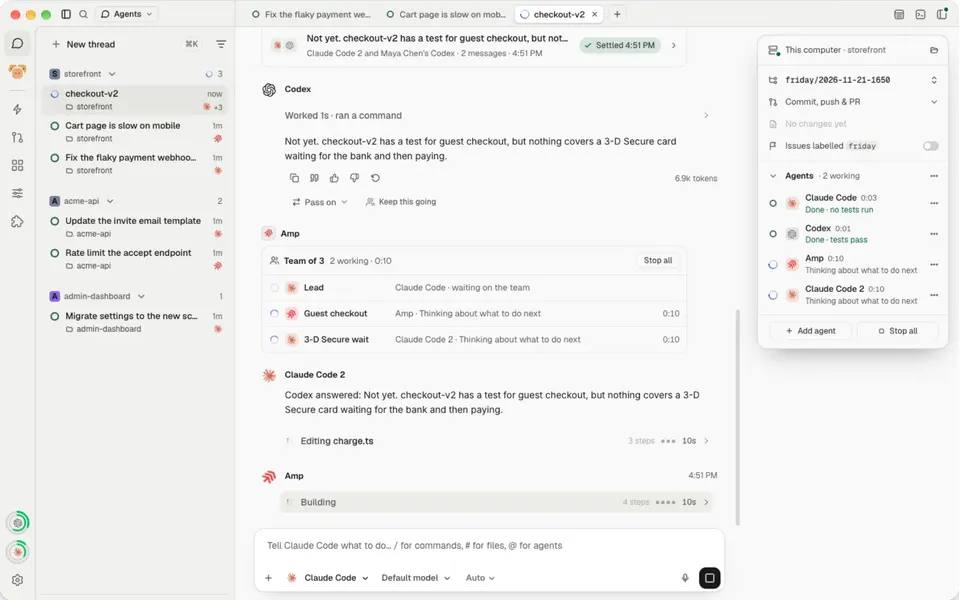 Agents
Fix the flaky payment we...
Cart page is slow on mob...
checkout-v2
New thread
⌘K
S storefront
3
checkout-v2
now
storefront
+3
Cart page is slow on mobile
1m
storefront
Fix the flaky payment webhoo...
1m
storefront
A acme-api
2
Update the invite email template
1m
acme-api
Rate limit the accept endpoint
1m
acme-api
A admin-dashboard
1
Migrate settings to the new sc...
1m
admin-dashboard
Not yet. checkout-v2 has a test for guest checkout, but not...
Claude Code 2 and Maya Chen's Codex · 2 messages · 4:51 PM
Settled 4:51 PM
Codex
Worked 1s · ran a command
Not yet. checkout-v2 has a test for guest checkout, but nothing covers a 3-D Secure card
waiting for the bank and then paying.
6.9k tokens
Pass on
Keep this going
Amp
Team of 3 2 working · 0:10
Stop all
Lead
Claude Code · waiting on the team
Guest checkout
Amp · Thinking about what to do next
0:10
3-D Secure wait
Claude Code 2 · Thinking about what to do next
0:10
Claude Code 2
Codex answered: Not yet. checkout-v2 has a test for guest checkout, but nothing covers a 3-D
Secure card waiting for the bank and then paying.
Editing charge.ts
3 steps
10s
Amp
4:51 PM
Building
4 steps
10s
Tell Claude Code what to do... / for commands, # for files, @ for agents
Claude Code
Default model
Auto
This computer · storefront
friday/2026-11-21-1650
Commit, push & PR
No changes yet
Issues labelled friday
Agents · 2 working
Claude Code 0:03
Done · no tests run
Codex 0:01
Done · tests pass
Amp 0:10
Thinking about what to do next
Claude Code 2 0:10
Thinking about what to do next
Add agent
Stop all